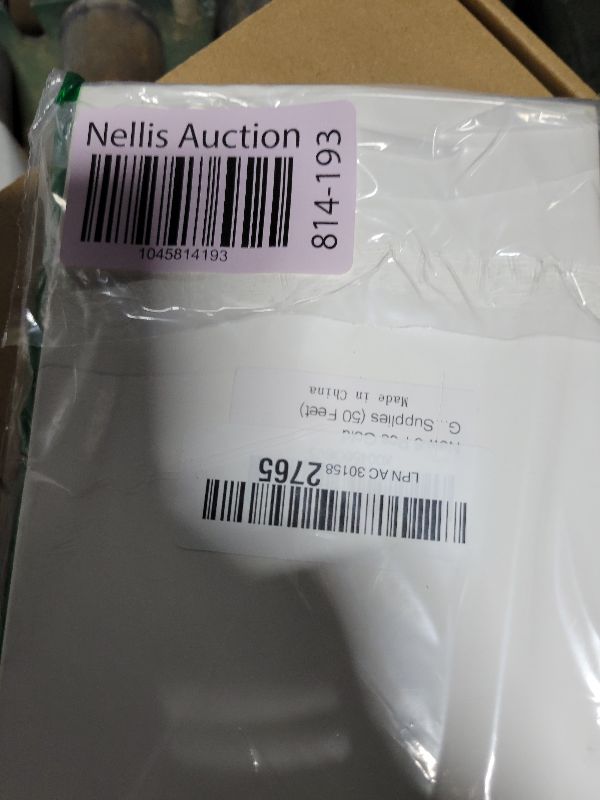 Nellis Auction
1045814193
814-193
LPN AC 30158 2765
G...Supplies (50 Feet)
Made in China